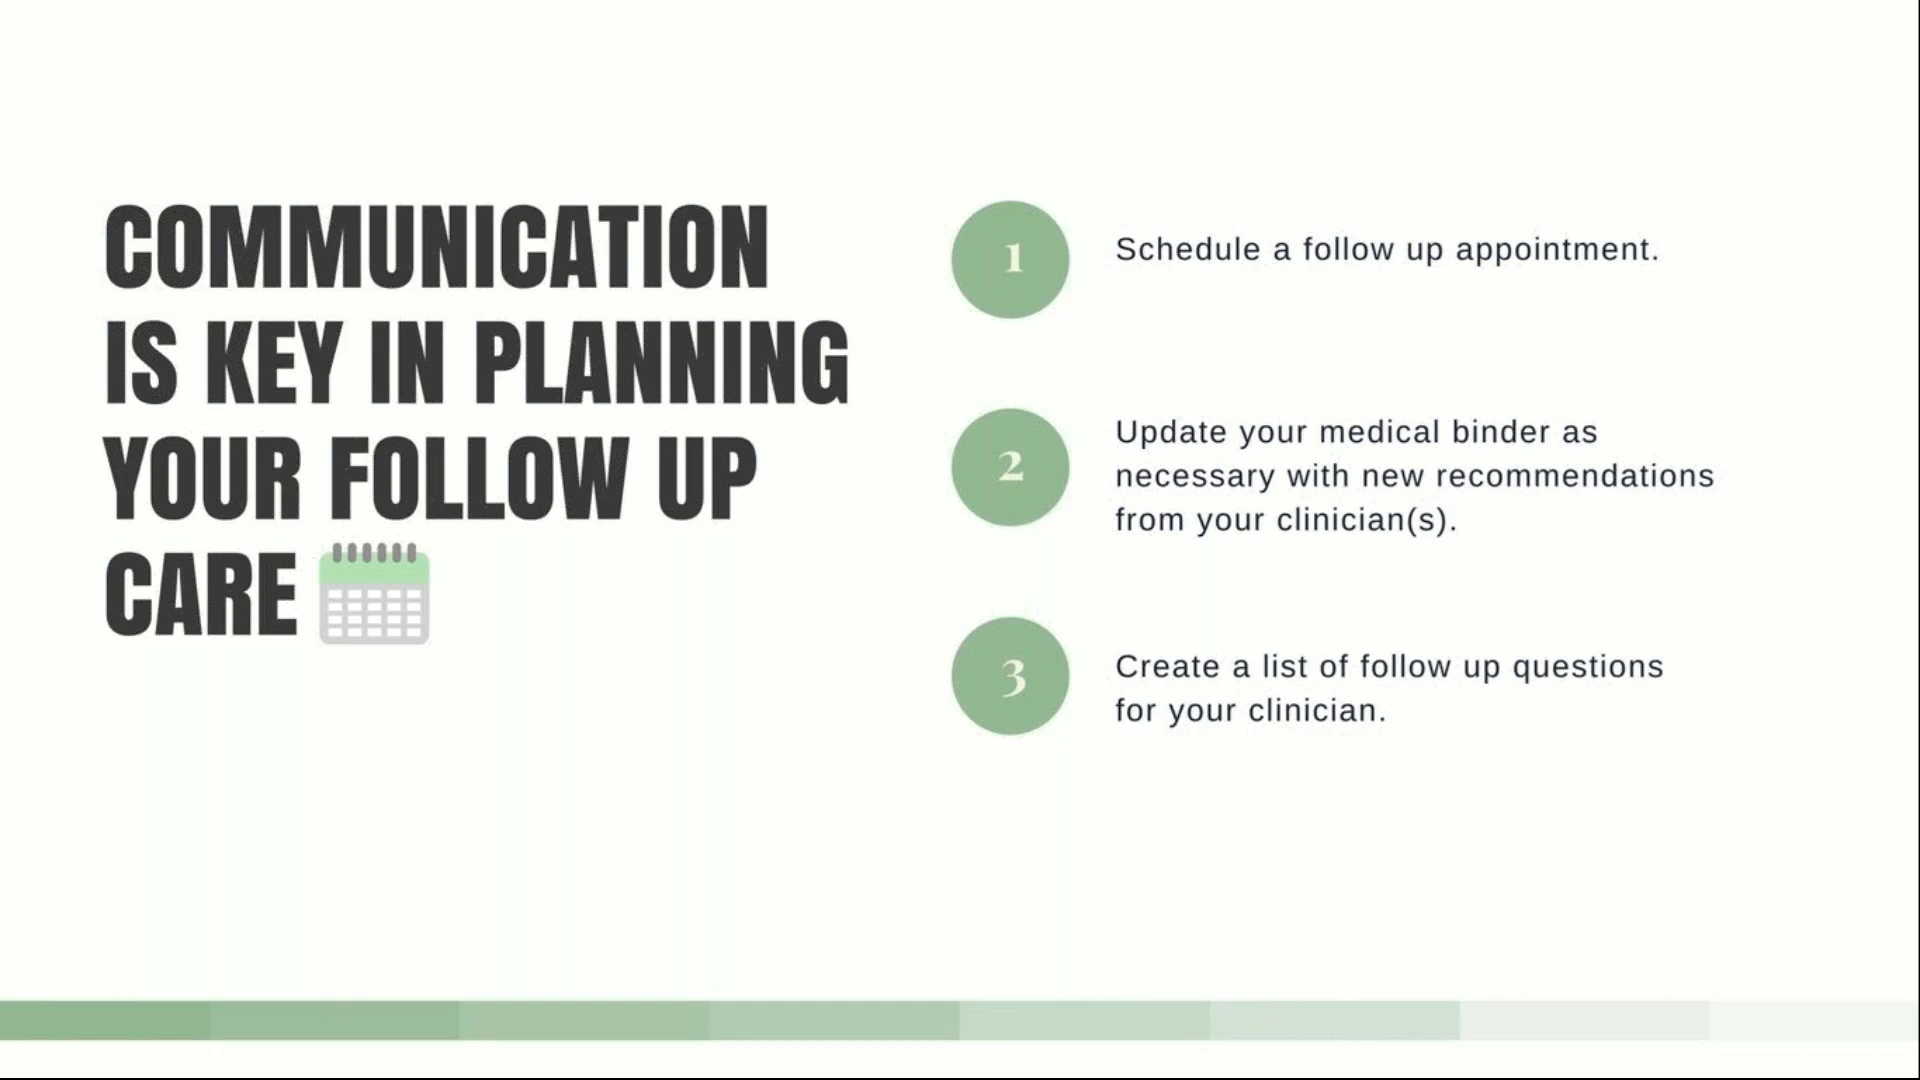 COMMUNICATION
IS KEY IN PLANNING
YOUR FOLLOW UP
CARE
1
Schedule a follow up appointment.
2
Update your medical binder as
necessary with new recommendations
from your clinician(s).
3
Create a list of follow up questions
for your clinician.